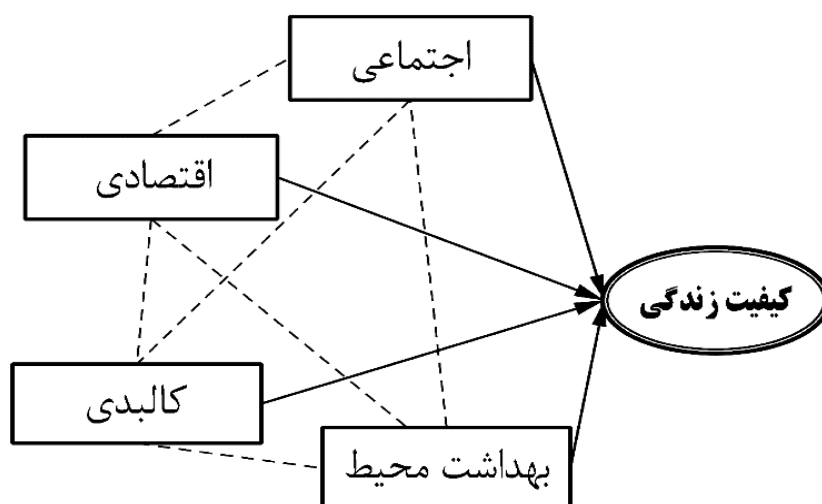 اجتماعی
اقتصادی
کیفیت زندگی
کالبدی
بهداشت محیط